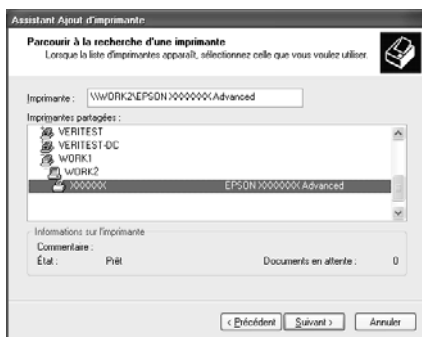 Assistant Ajout d'imprimante
Parcourir à la recherche d'une imprimante
Lorsque la liste d'imprimantes apparaît, sélectionnez celle que vous voulez utiliser.
Imprimante : \\WORK2\EPSON XXXXXXX Advanced
Imprimantes partagées :
VERITEST
VERITEST-DC
WORK1
WORK2
XXXXXX EPSON XXXXXXX Advanced
Informations sur l'imprimante
Commentaire :
État : Prêt Documents en attente : 0
< Précédent Suivant > Annuler